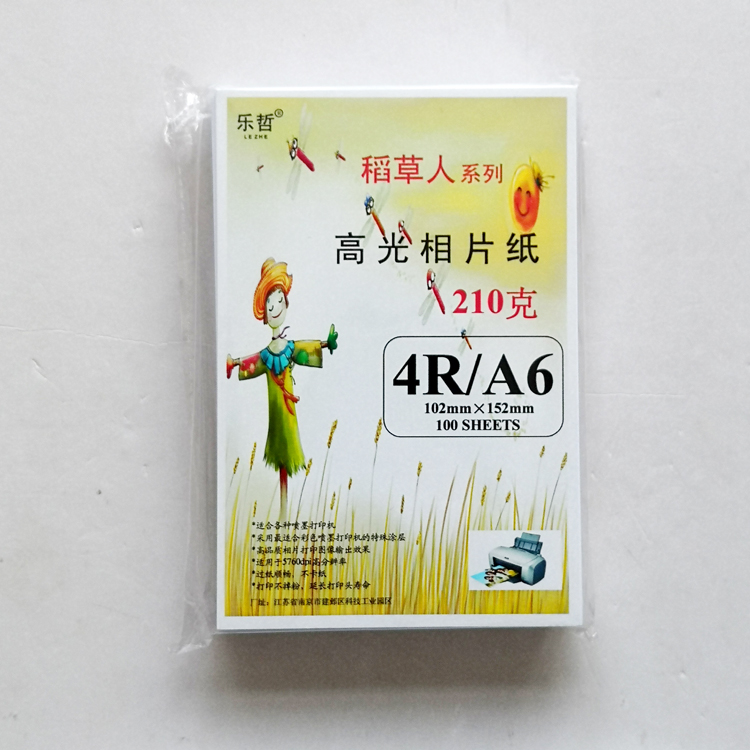 乐哲®
LE ZHE
稻草人系列
高光相片纸
210克
4R/A6
102mm×152mm
100 SHEETS
*适合各种喷墨打印机
*采用最适合彩色喷墨打印机的特殊涂层
*高品质相片打印图像输出效果
*适用于5760dpi高分辨率
*过纸顺畅,不卡纸
*打印不掉粉,延长打印头寿命
厂址:江苏省南京市建邺区科技工业园区